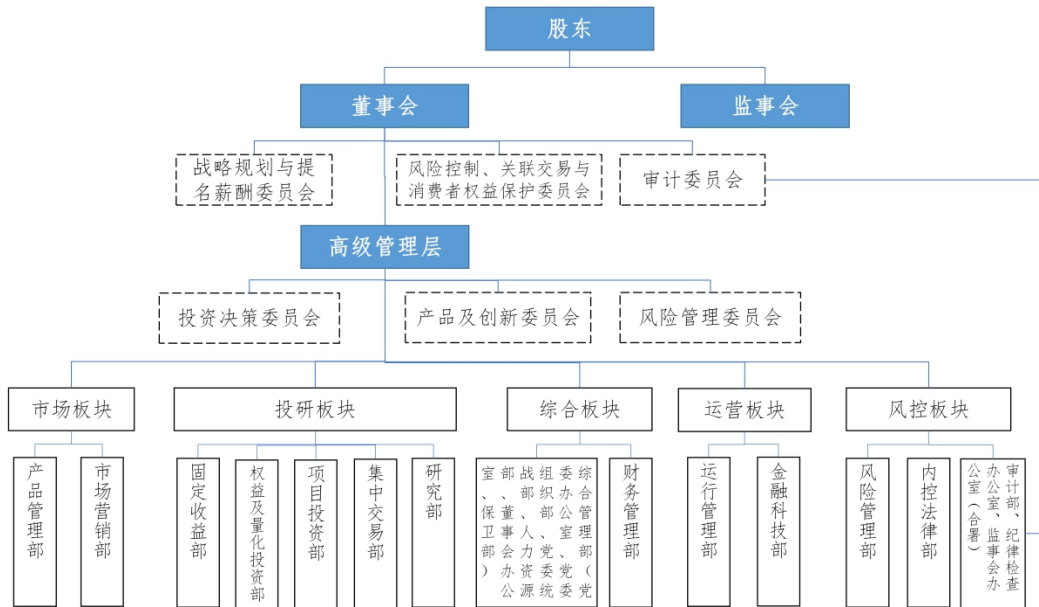 股东
董事会
监事会
战略规划与提
名薪酬委员会
风险控制、关联交易与
消费者权益保护委员会
审计委员会
高级管理层
投资决策委员会
产品及创新委员会
风险管理委员会
市场板块
投研板块
综合板块
运营板块
风控板块
产品管理部
市场营销部
固定收益部
权益及量化投资部
项目投资部
集中交易部
研究部
综合管理部（党
委办公室、党委
组织部、党委统
战部、人力资源
部、董事会办公
室、保卫部）
财务管理部
运行管理部
金融科技部
风险管理部
内控法律部
审计部、纪律检查
办公室、监事会办
公室（合署）